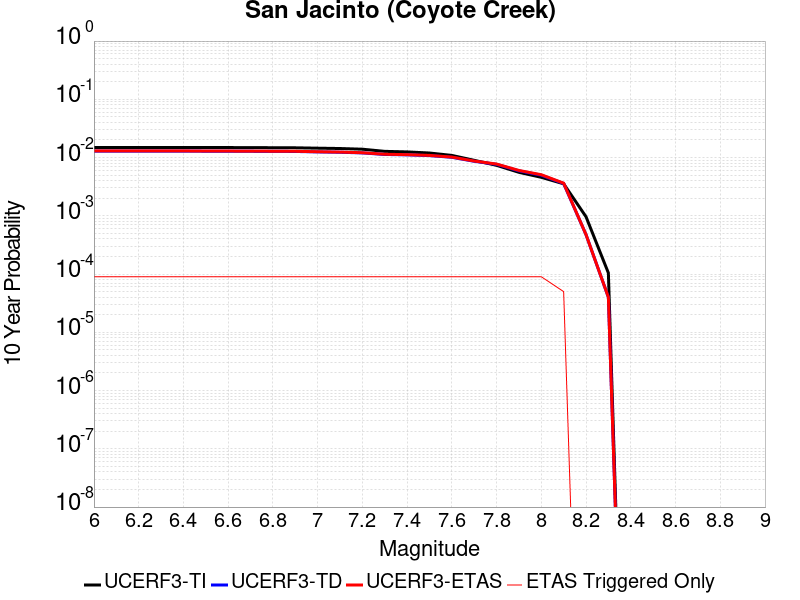 San Jacinto (Coyote Creek)
10^0
10^-1
10^-2
10^-3
10^-4
10^-5
10^-6
10^-7
10^-8
10 Year Probability
6 6.2 6.4 6.6 6.8 7 7.2 7.4 7.6 7.8 8 8.2 8.4 8.6 8.8 9
Magnitude
UCERF3-TI UCERF3-TD UCERF3-ETAS ETAS Triggered Only